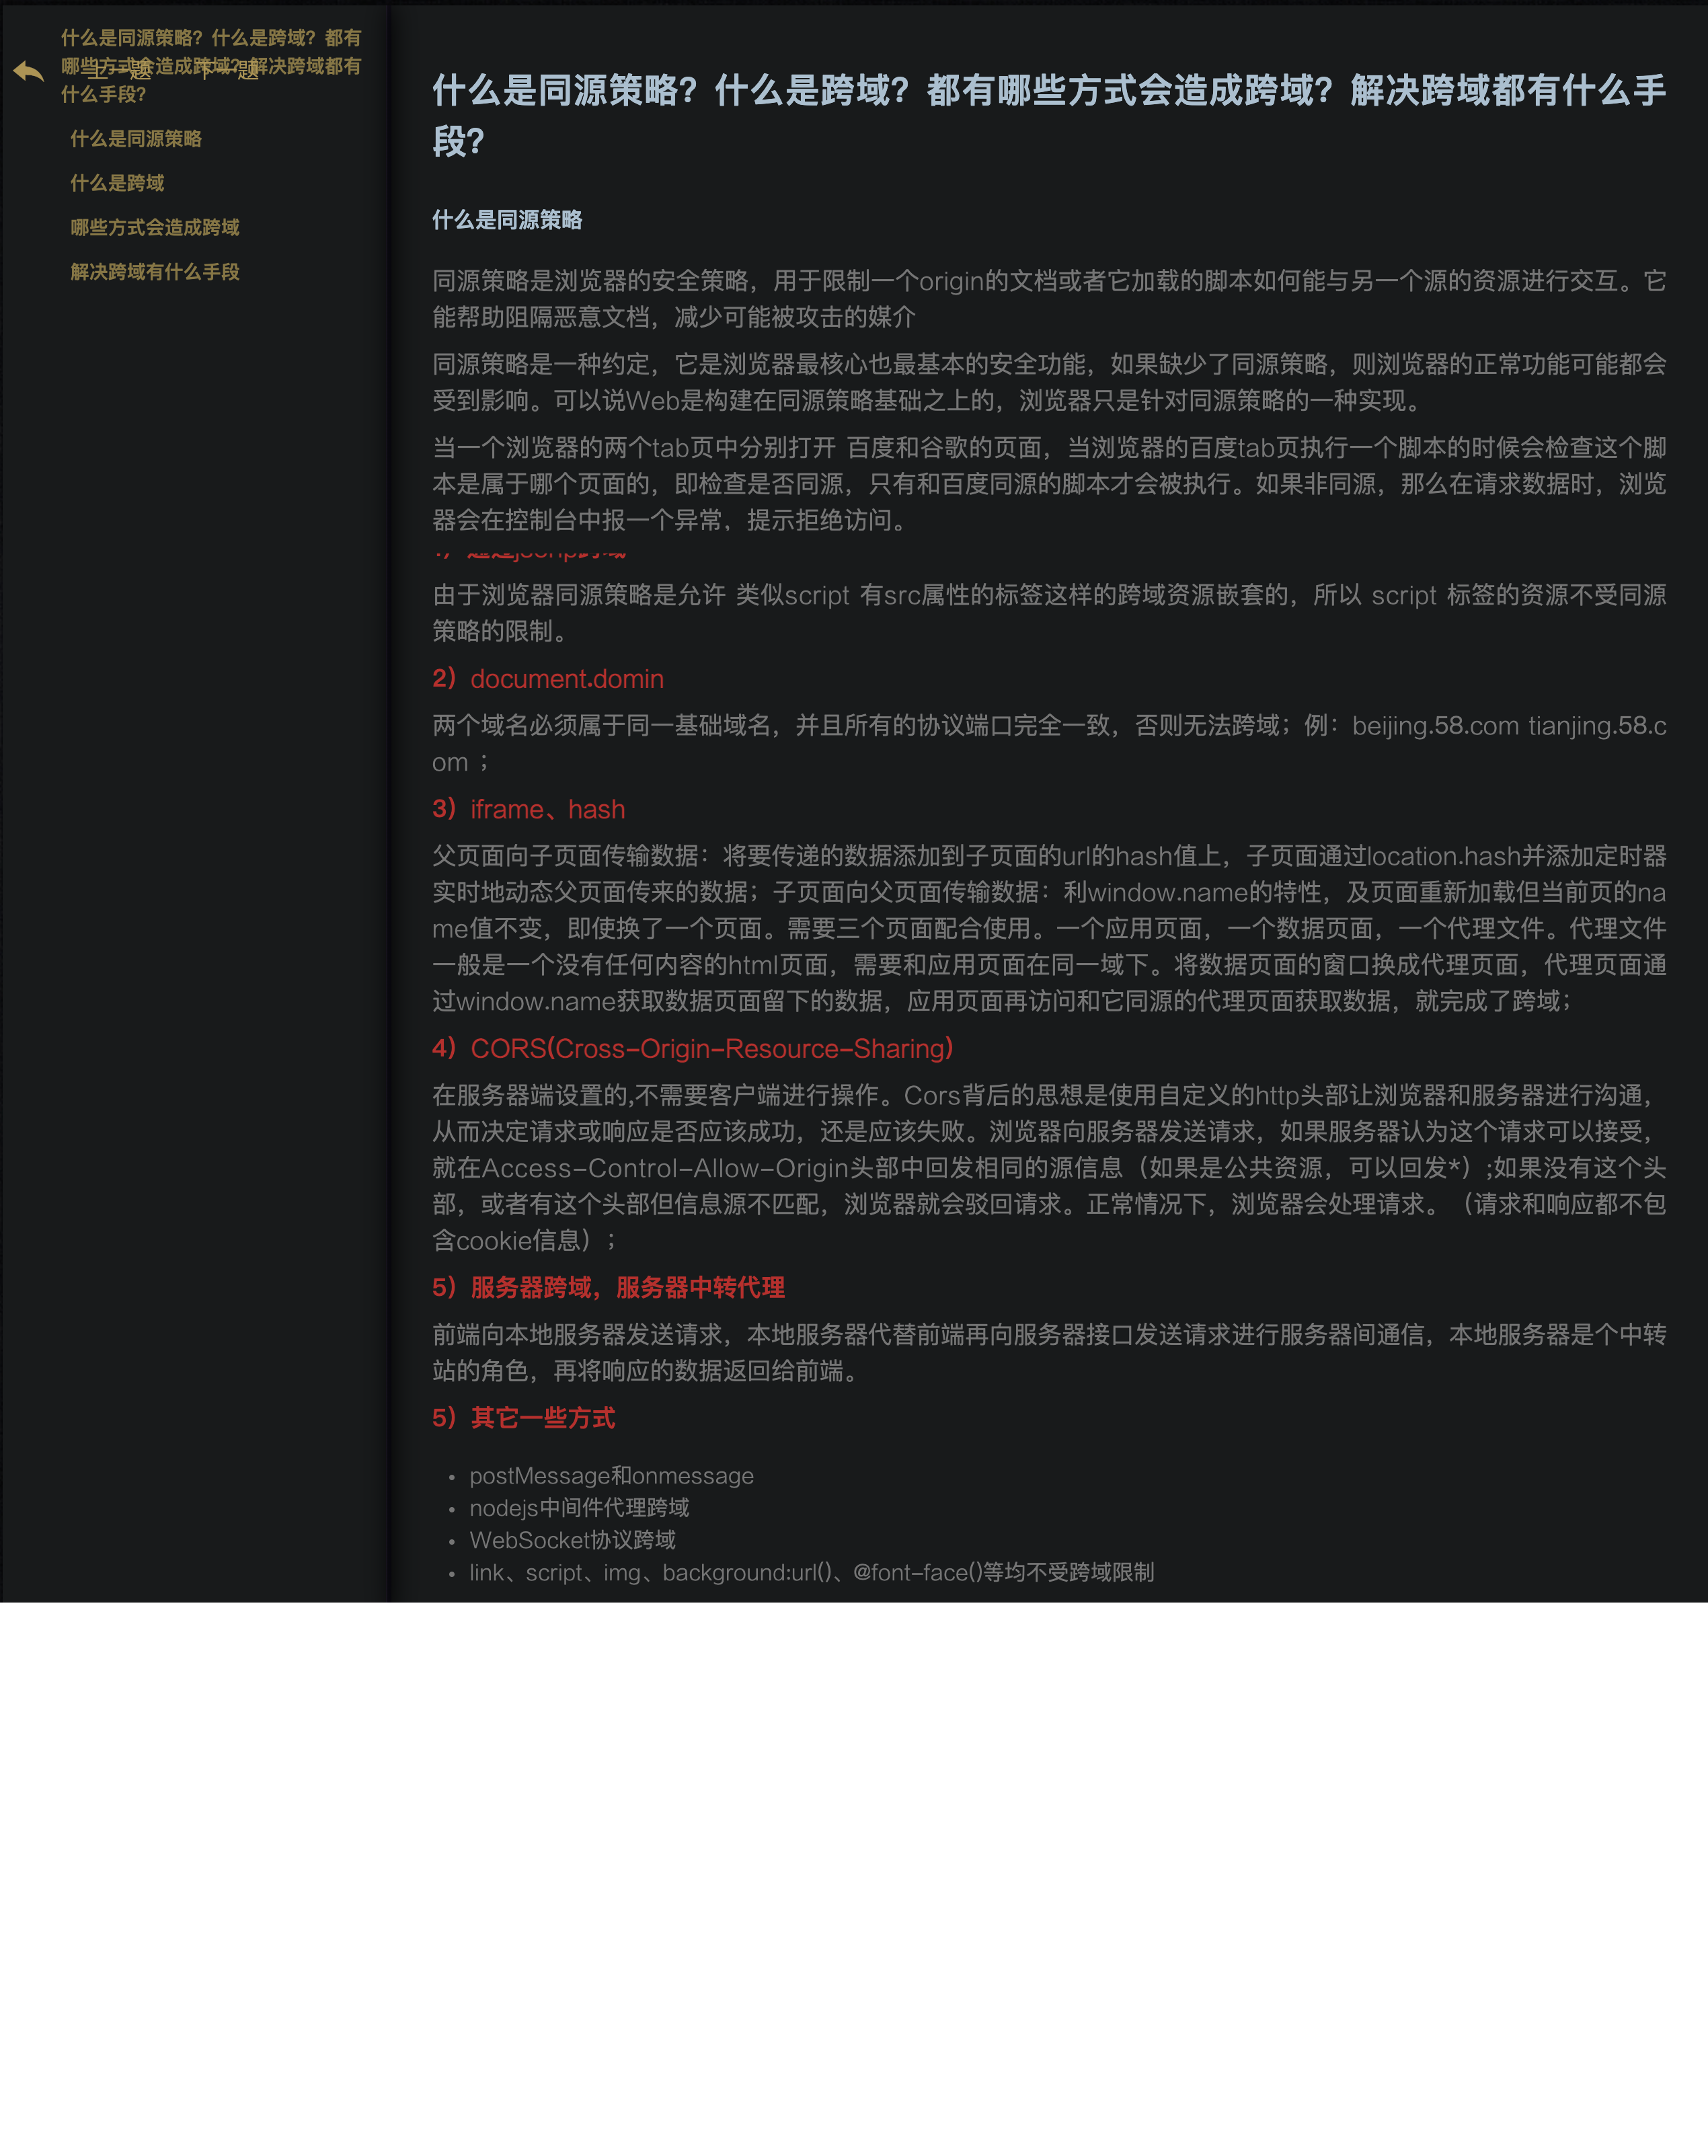 什么是同源策略？什么是跨域？都有
哪些方式会造成跨域？解决跨域都有
什么手段？
上一题 下一题
什么是同源策略
什么是跨域
哪些方式会造成跨域
解决跨域有什么手段
什么是同源策略？什么是跨域？都有哪些方式会造成跨域？解决跨域都有什么手
段？
什么是同源策略
同源策略是浏览器的安全策略，用于限制一个origin的文档或者它加载的脚本如何能与另一个源的资源进行交互。它
能帮助阻隔恶意文档，减少可能被攻击的媒介
同源策略是一种约定，它是浏览器最核心也最基本的安全功能，如果缺少了同源策略，则浏览器的正常功能可能都会
受到影响。可以说Web是构建在同源策略基础之上的，浏览器只是针对同源策略的一种实现。
当一个浏览器的两个tab页中分别打开 百度和谷歌的页面，当浏览器的百度tab页执行一个脚本的时候会检查这个脚
本是属于哪个页面的，即检查是否同源，只有和百度同源的脚本才会被执行。如果非同源，那么在请求数据时，浏览
器会在控制台中报一个异常，提示拒绝访问。
由于浏览器同源策略是允许 类似script 有src属性的标签这样的跨域资源嵌套的，所以 script 标签的资源不受同源
策略的限制。
2）document.domin
两个域名必须属于同一基础域名，并且所有的协议端口完全一致，否则无法跨域；例：beijing.58.com tianjing.58.c
om ；
3）iframe、hash
父页面向子页面传输数据：将要传递的数据添加到子页面的url的hash值上，子页面通过location.hash并添加定时器
实时地动态父页面传来的数据；子页面向父页面传输数据：利window.name的特性，及页面重新加载但当前页的na
me值不变，即使换了一个页面。需要三个页面配合使用。一个应用页面，一个数据页面，一个代理文件。代理文件
一般是一个没有任何内容的html页面，需要和应用页面在同一域下。将数据页面的窗口换成代理页面，代理页面通
过window.name获取数据页面留下的数据，应用页面再访问和它同源的代理页面获取数据，就完成了跨域；
4）CORS(Cross-Origin-Resource-Sharing)
在服务器端设置的,不需要客户端进行操作。Cors背后的思想是使用自定义的http头部让浏览器和服务器进行沟通，
从而决定请求或响应是否应该成功，还是应该失败。浏览器向服务器发送请求，如果服务器认为这个请求可以接受，
就在Access-Control-Allow-Origin头部中回发相同的源信息（如果是公共资源，可以回发*）;如果没有这个头
部，或者有这个头部但信息源不匹配，浏览器就会驳回请求。正常情况下，浏览器会处理请求。（请求和响应都不包
含cookie信息）；
5）服务器跨域，服务器中转代理
前端向本地服务器发送请求，本地服务器代替前端再向服务器接口发送请求进行服务器间通信，本地服务器是个中转
站的角色，再将响应的数据返回给前端。
5）其它一些方式
• postMessage和onmessage
• nodejs中间件代理跨域
• WebSocket协议跨域
• link、script、img、background:url()、@font-face()等均不受跨域限制